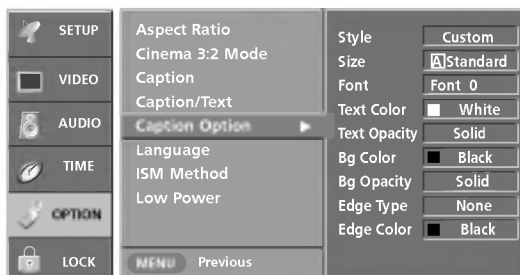 SETUP
VIDEO
AUDIO
TIME
OPTION
LOCK
Aspect Ratio
Cinema 3:2 Mode
Caption
Caption/Text
Caption Option
Language
ISM Method
Low Power
MENU Previous
Style Custom
Size A Standard
Font Font 0
Text Color White
Text Opacity Solid
Bg Color Black
Bg Opacity Solid
Edge Type None
Edge Color Black